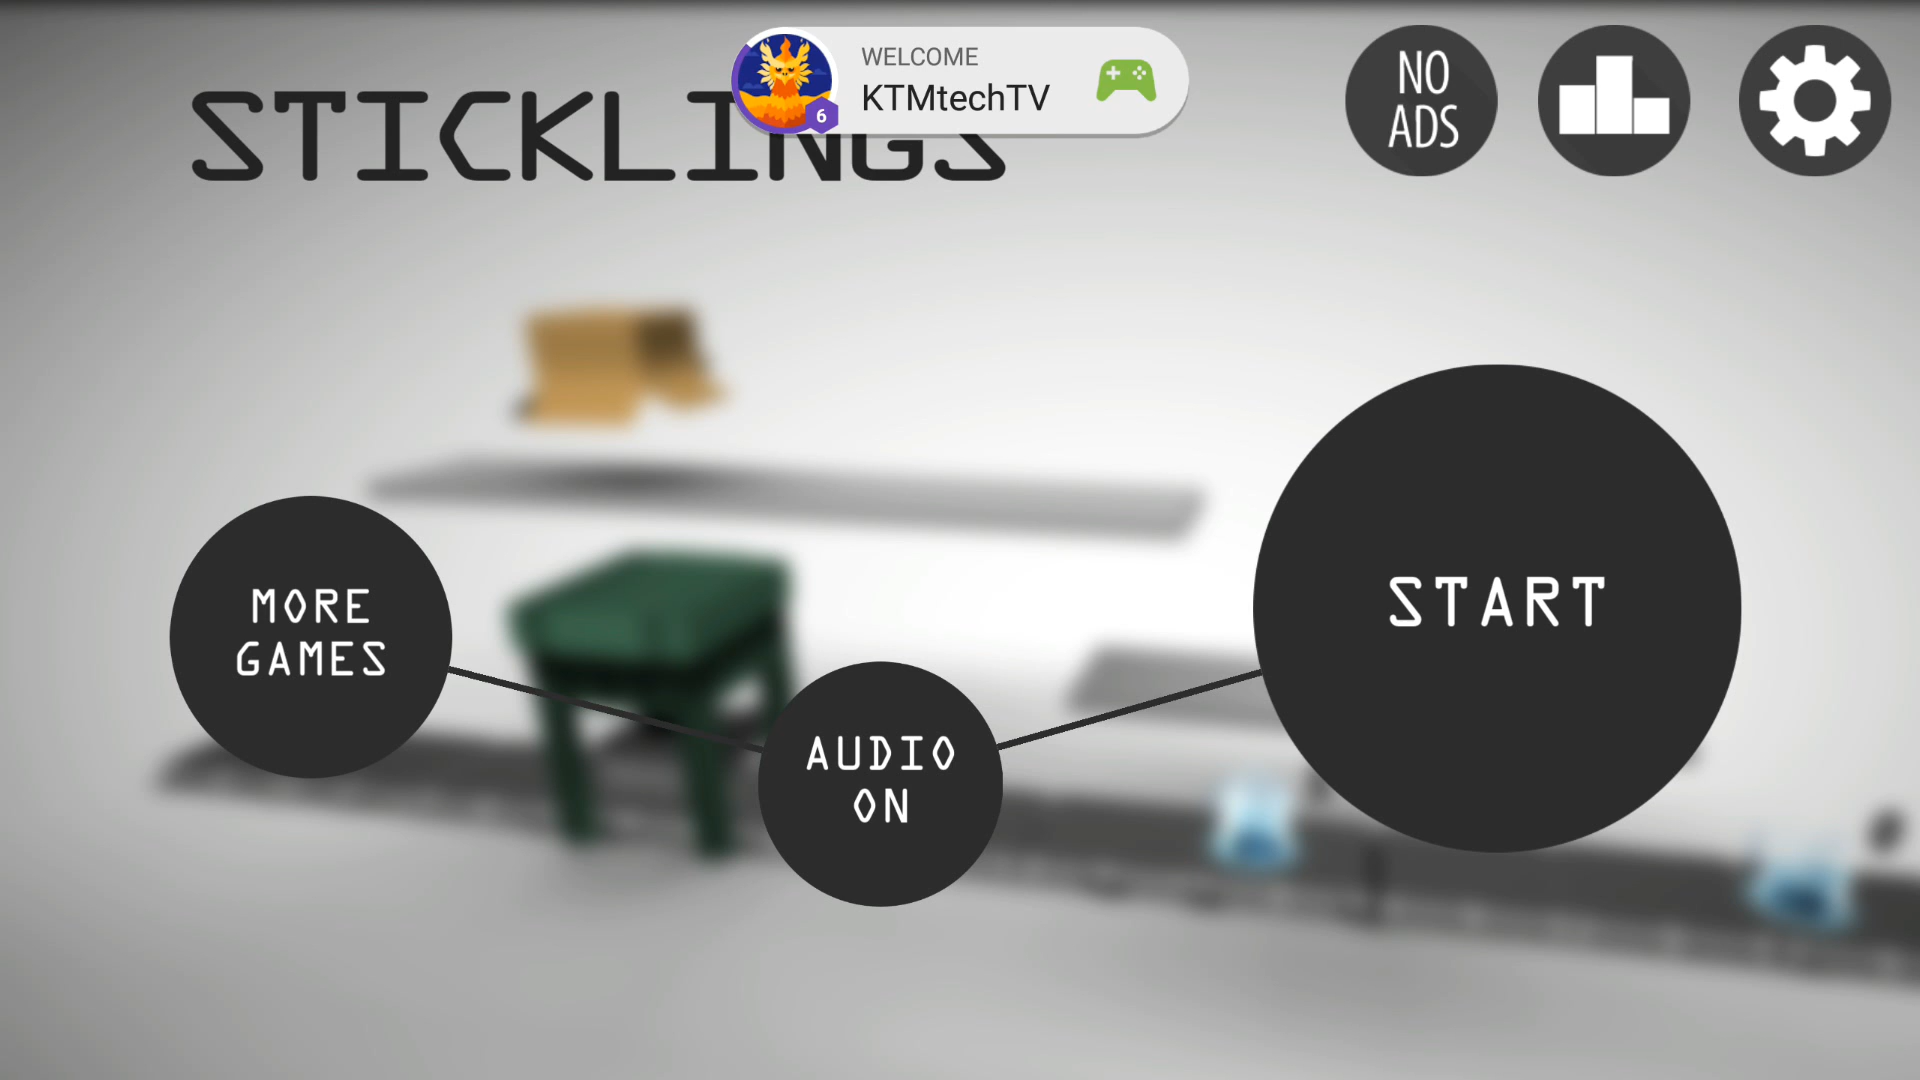 STICKLINGS
WELCOME
KTMtechTV
6
NO
ADS
MORE
GAMES
AUDIO
ON
START